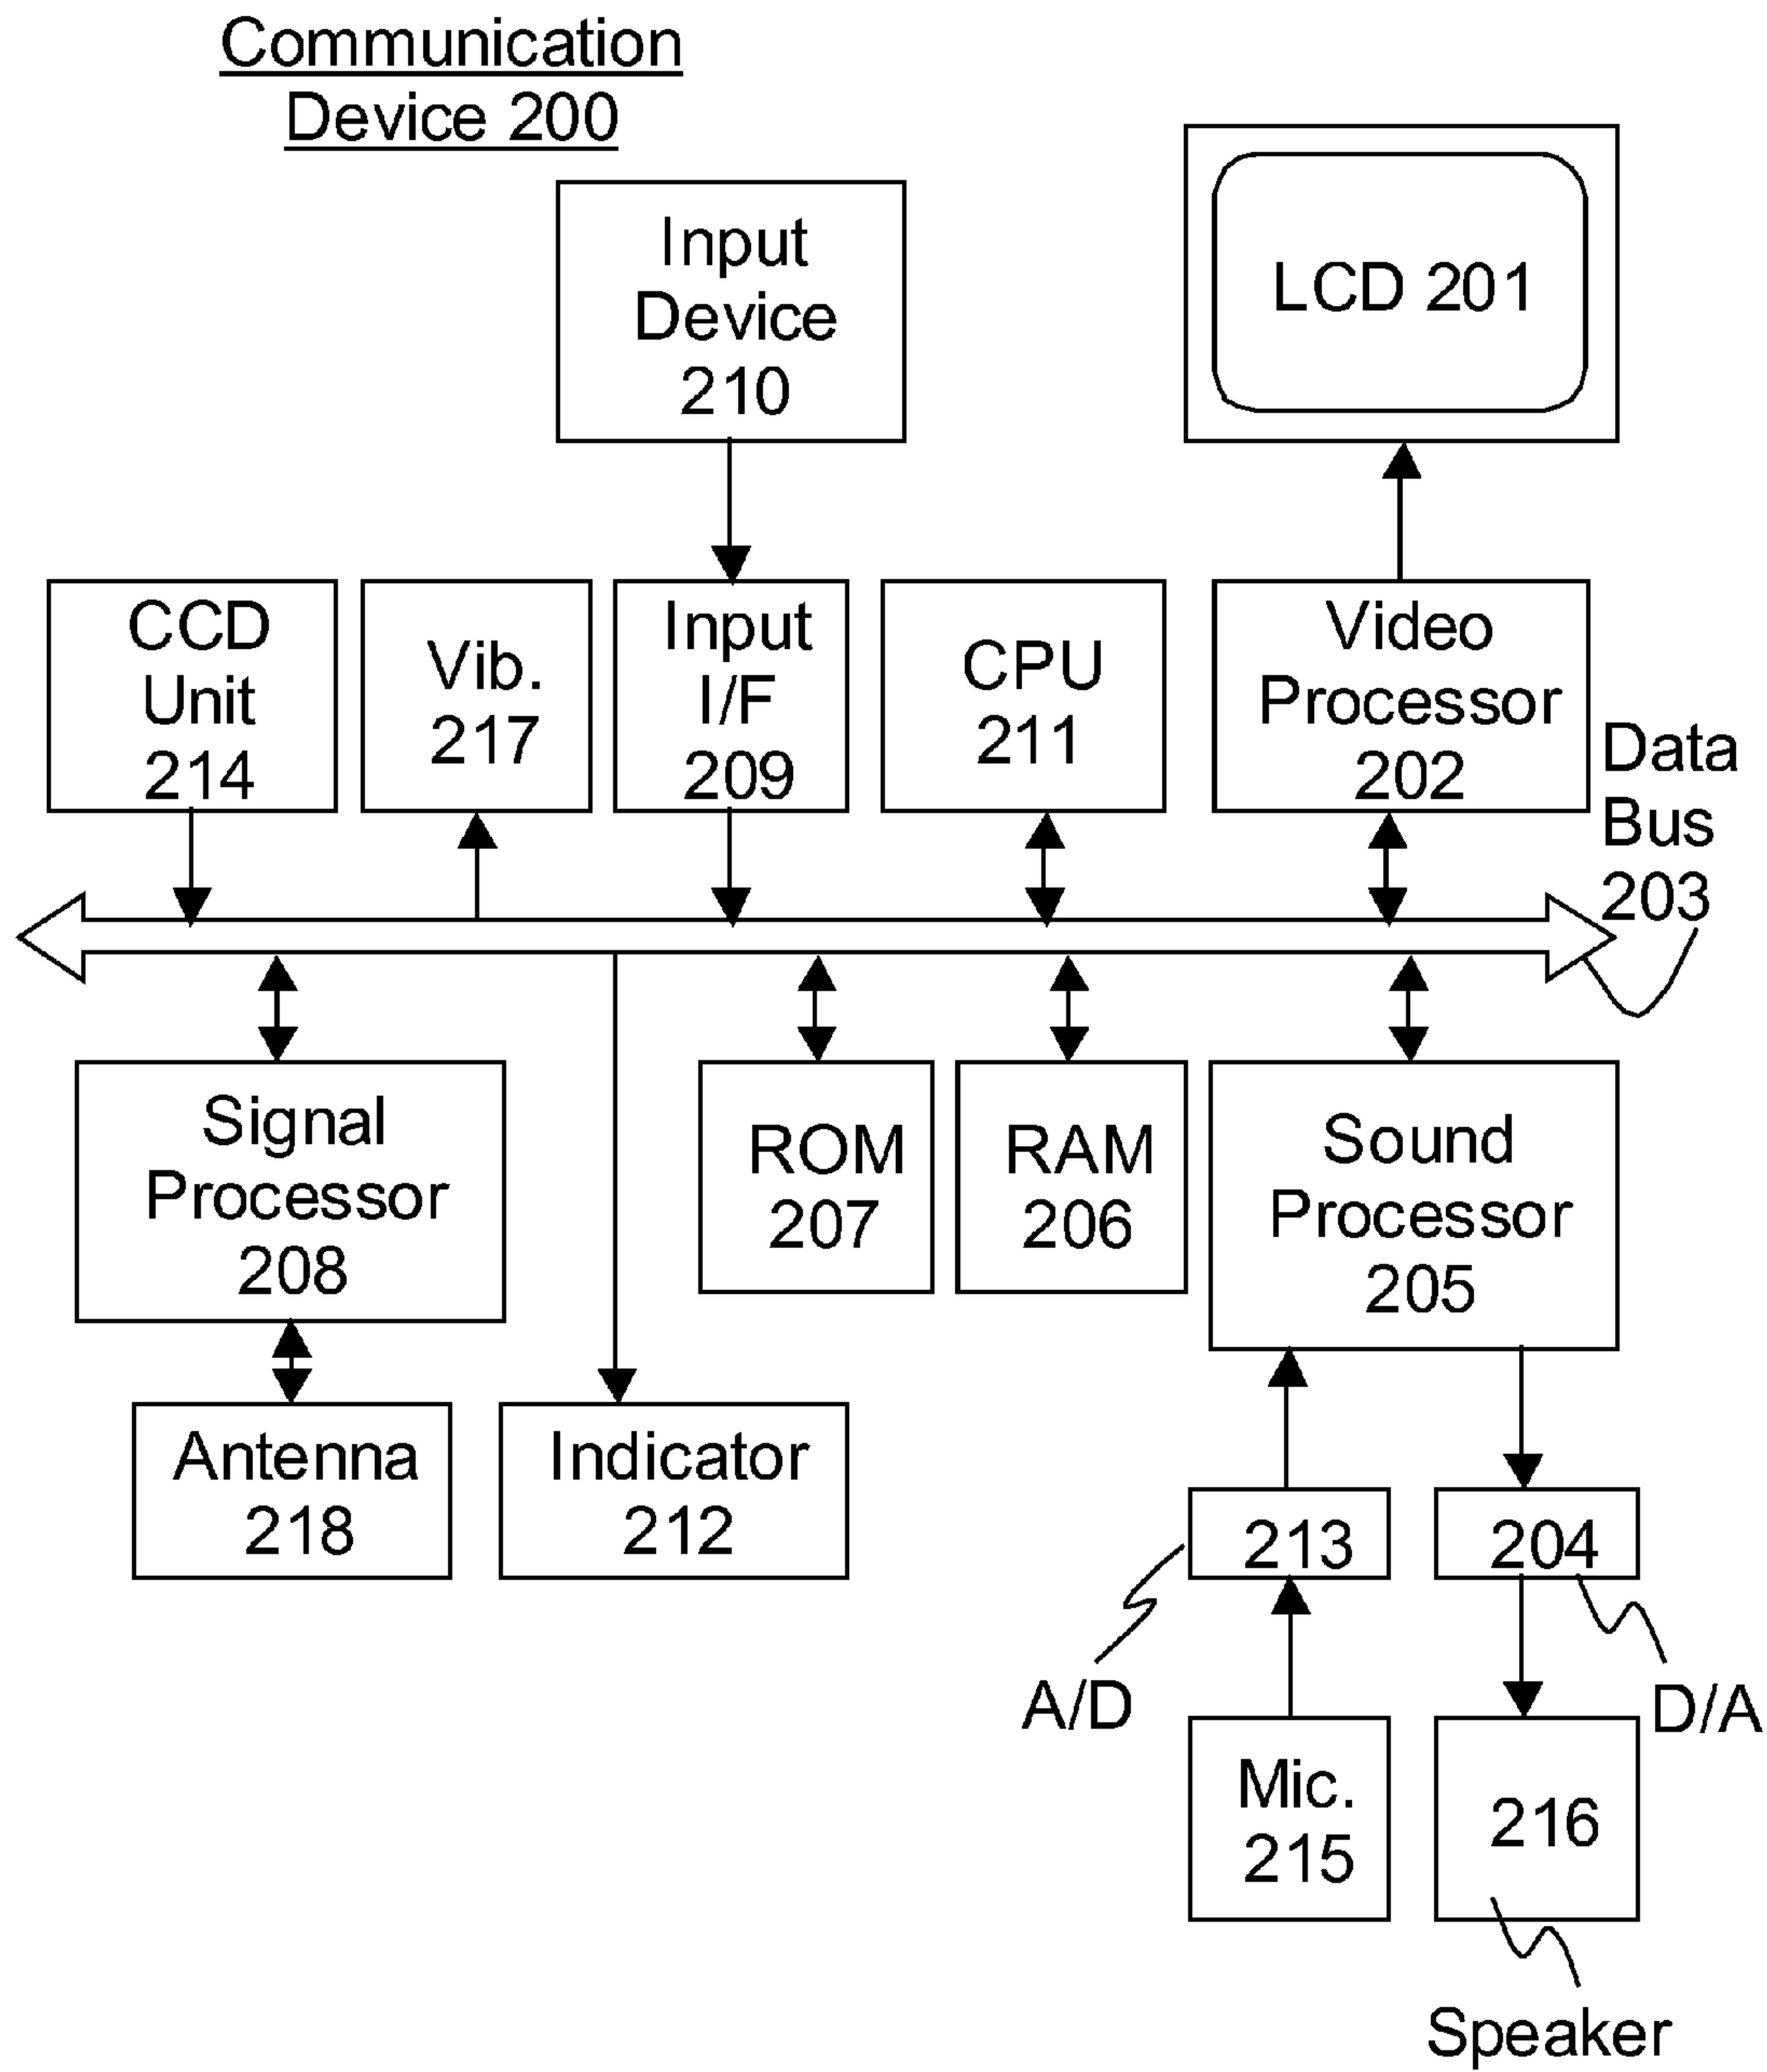 Communication
Device 200
Input
Device
210
LCD 201
CCD
Unit
214
Vib.
217
Input
I/F
209
CPU
211
Video
Processor
202
Data
Bus
203
Signal
Processor
208
ROM
207
RAM
206
Sound
Processor
205
Antenna
218
Indicator
212
213
204
A/D
D/A
Mic.
215
216
Speaker